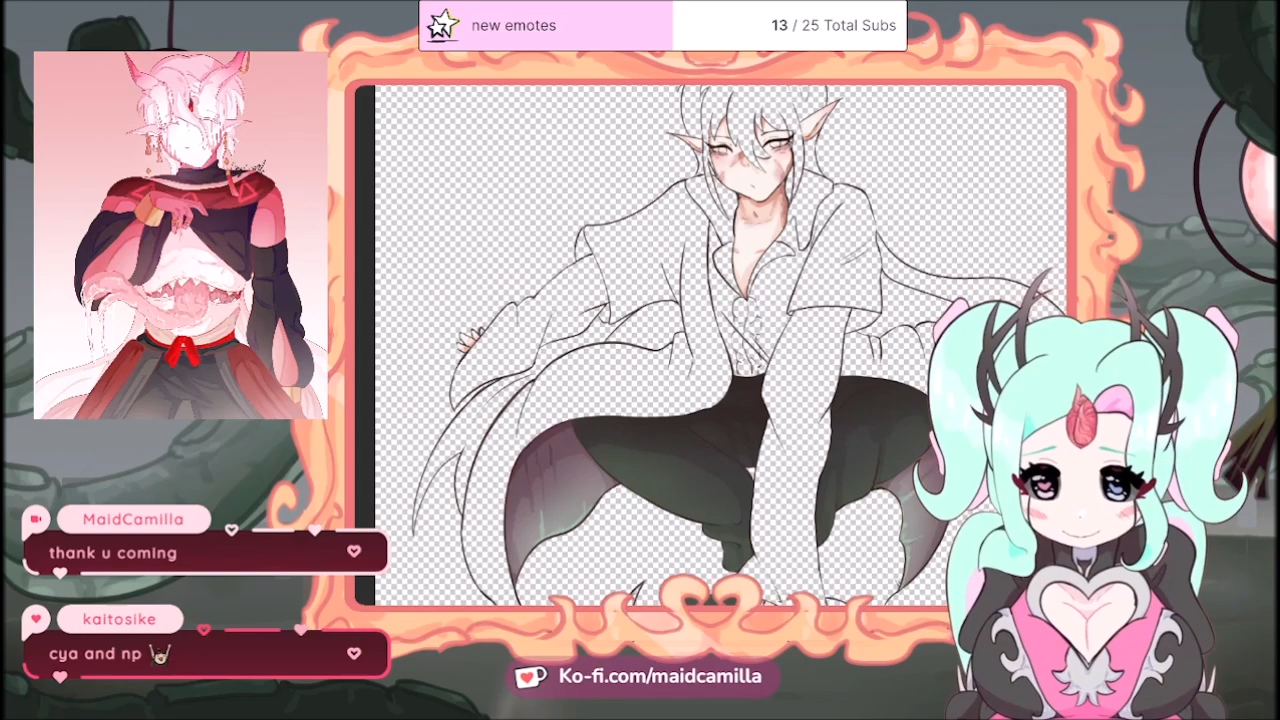 new emotes
13 / 25 Total Subs
MaidCamilla
thank u coming
kaitosike
cya and np
Ko-fi.com/maidcamilla